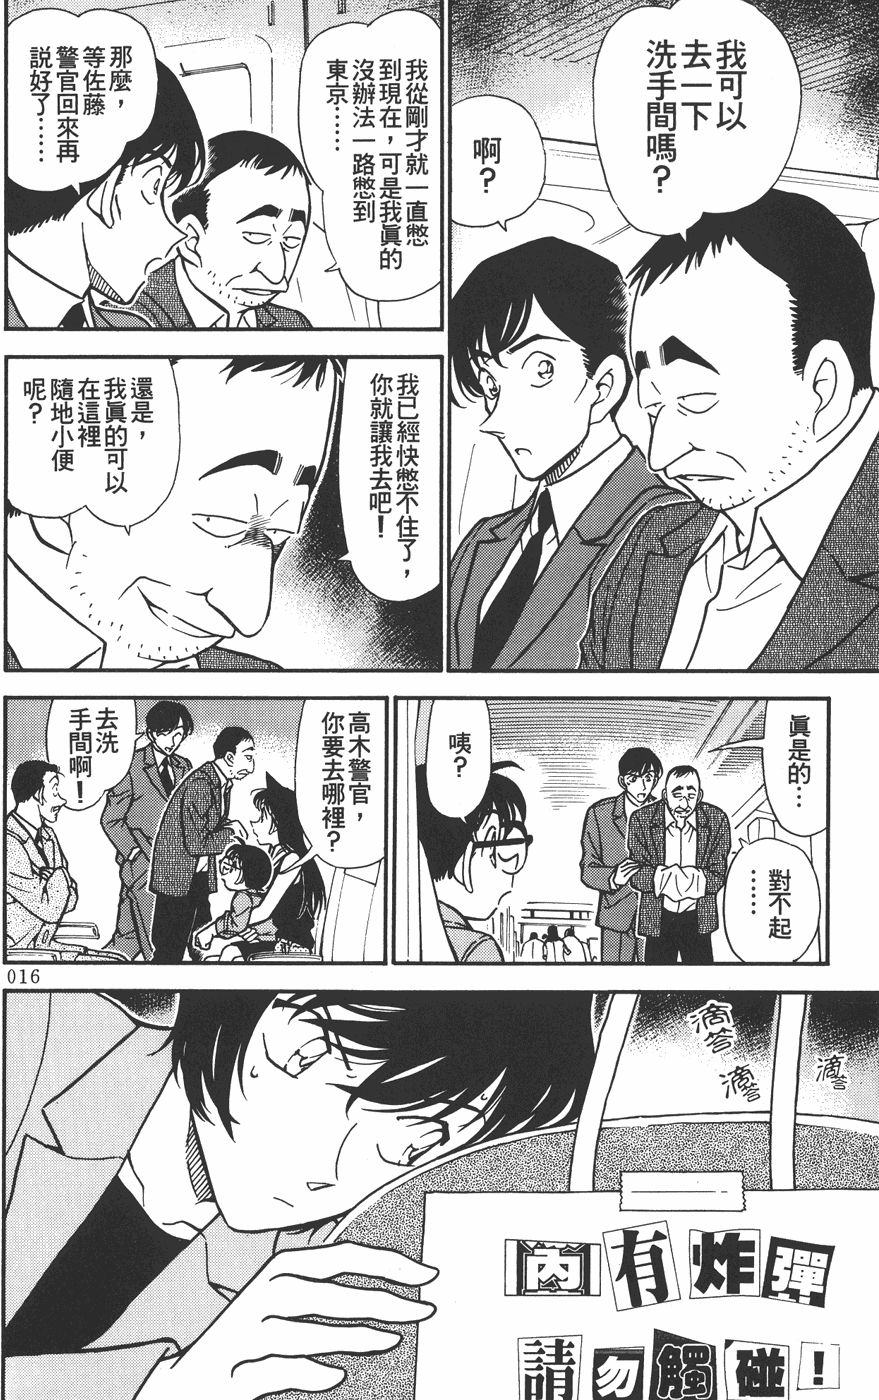 我可以
去一下
洗手間嗎？
啊？
我從剛才就一直憋
到現在，可是我眞的
沒辦法一路憋到
東京……
那麼，
等佐藤
警官回來再
説好了……
我已經快憋不住了，
你就讓我去吧！
還是，
我眞的可以
在這裡
隨地小便
呢？
眞是的…
對不起
……
咦？
高木警官，
你要去哪裡？
去洗
手間啊！
016
滴答
滴答
滴答
內有炸彈
請勿觸碰！